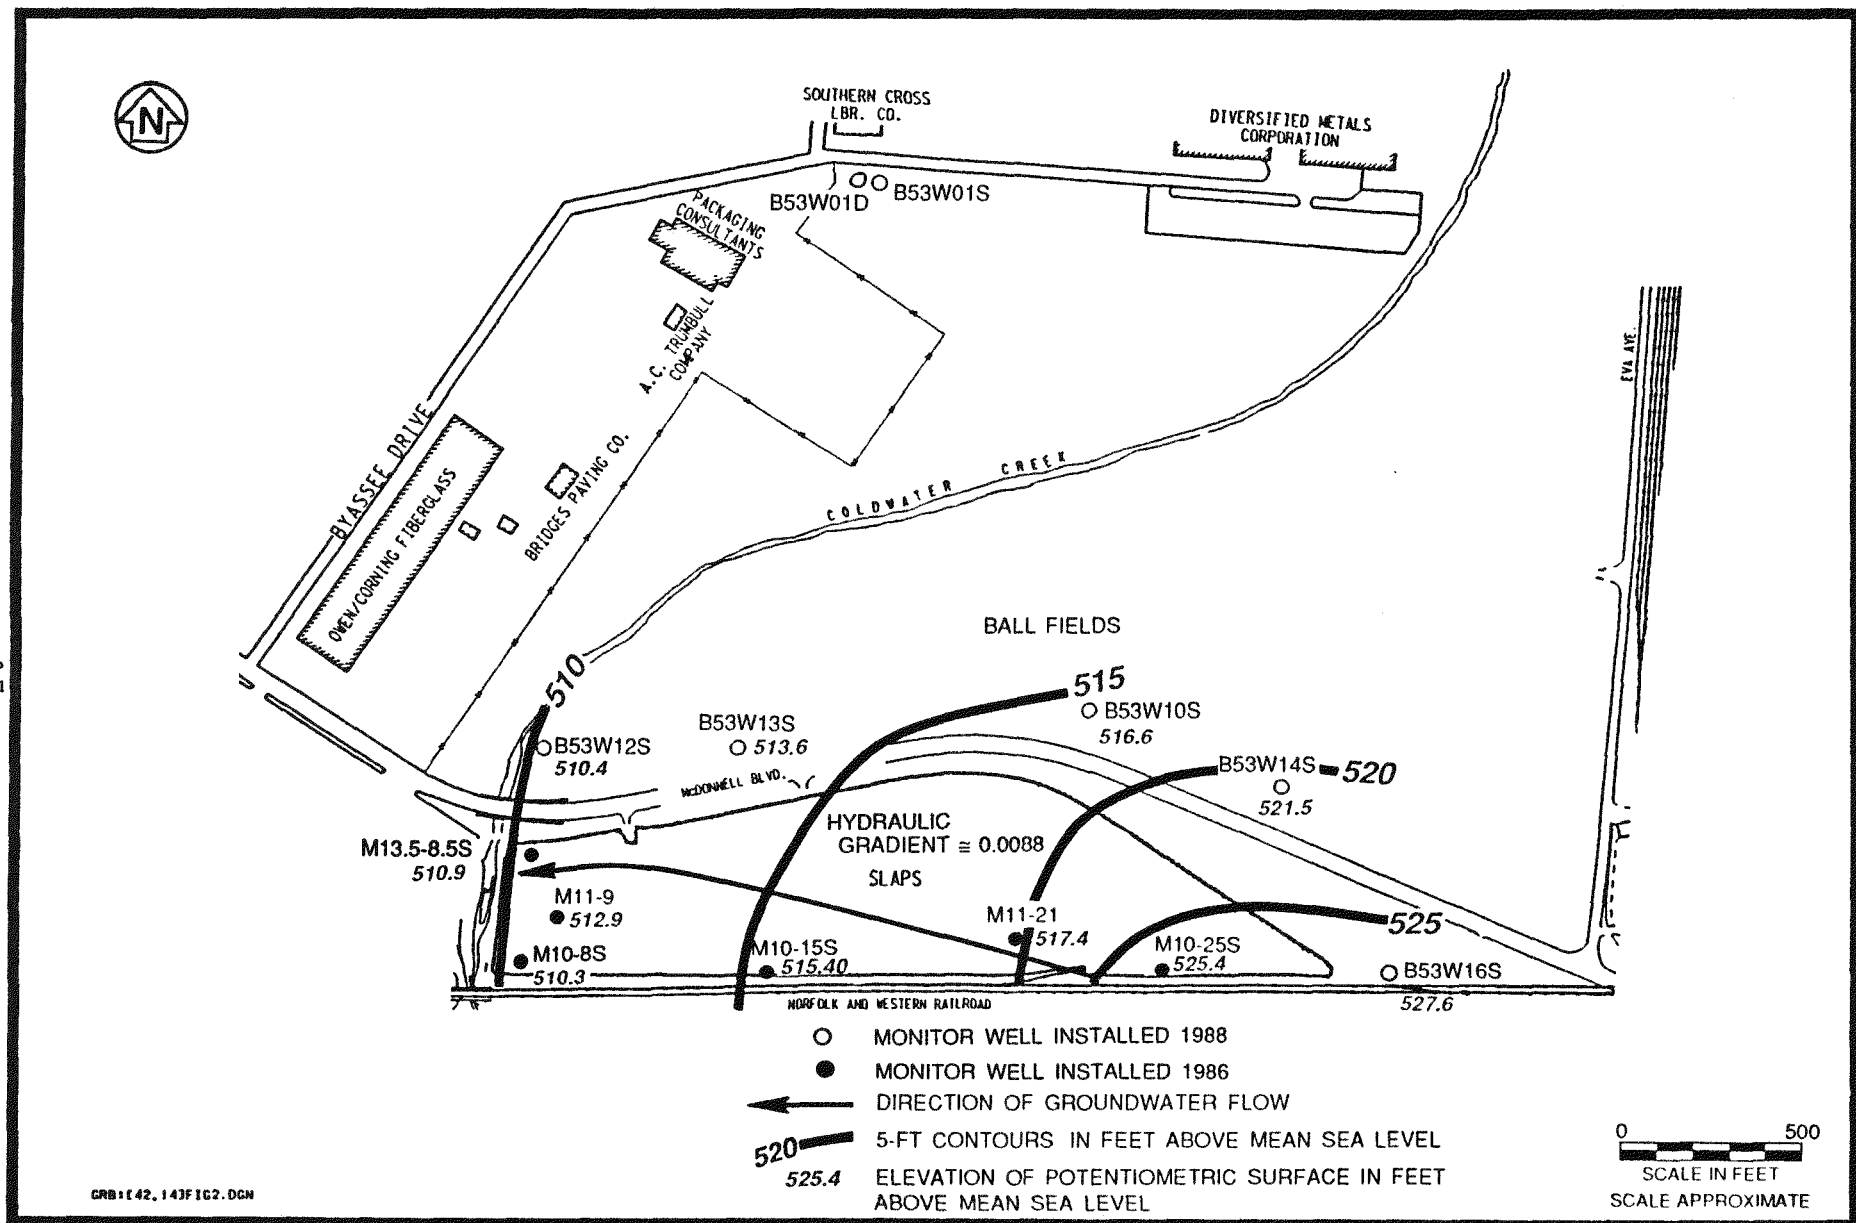 N
SOUTHERN CROSS
LBR. CO.
DIVERSIFIED METALS
CORPORATION
B53W01D
B53W01S
PACKAGING
CONSULTANTS
A.C. TRUMBULL
COMPANY
EVA AVE.
BYASSEE DRIVE
OWEN/CORNING FIBERGLASS
BRIDGES PAVING CO.
COLDWATER CREEK
BALL FIELDS
510
515
B53W10S
516.6
B53W13S
513.6
B53W12S
510.4
McDONNELL BLVD.
B53W14S
520
521.5
HYDRAULIC
GRADIENT ≅ 0.0088
SLAPS
M13.5-8.5S
510.9
M11-9
512.9
M11-21
517.4
525
M10-8S
510.3
M10-15S
515.40
M10-25S
525.4
B53W16S
527.6
NORFOLK AND WESTERN RAILROAD
MONITOR WELL INSTALLED 1988
MONITOR WELL INSTALLED 1986
DIRECTION OF GROUNDWATER FLOW
520 5-FT CONTOURS IN FEET ABOVE MEAN SEA LEVEL
525.4 ELEVATION OF POTENTIOMETRIC SURFACE IN FEET
ABOVE MEAN SEA LEVEL
0 500
SCALE IN FEET
SCALE APPROXIMATE
GRB:[42,14]FIG2.DGN